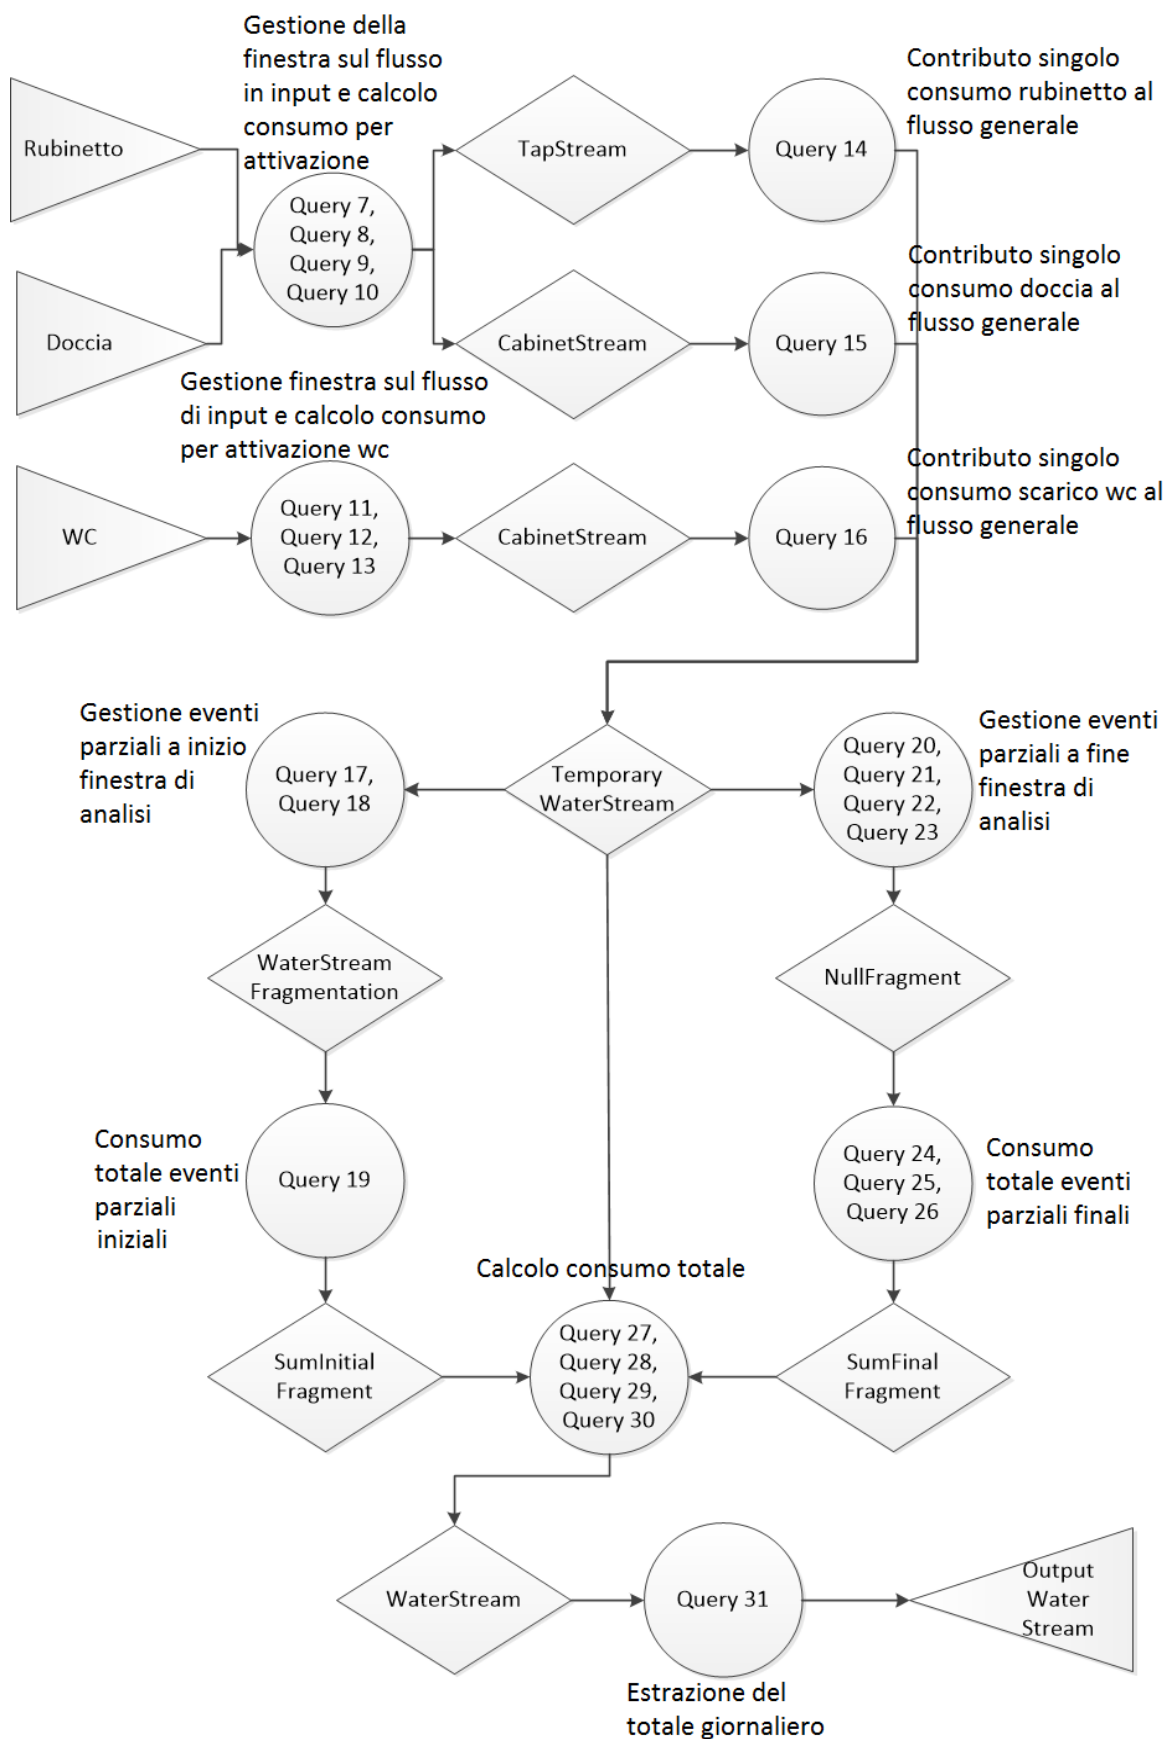 Gestione della
finestra sul flusso
in input e calcolo
consumo per
attivazione
Contributo singolo
consumo rubinetto al
flusso generale
Rubinetto
TapStream
Query 14
Query 7,
Query 8,
Query 9,
Query 10
Contributo singolo
consumo doccia al
flusso generale
Doccia
CabinetStream
Query 15
Gestione finestra sul flusso
di input e calcolo consumo
per attivazione wc
Contributo singolo
consumo scarico wc al
flusso generale
WC
Query 11,
Query 12,
Query 13
CabinetStream
Query 16
Gestione eventi
parziali a inizio
finestra di
analisi
Query 17,
Query 18
Temporary
WaterStream
Query 20,
Query 21,
Query 22,
Query 23
Gestione eventi
parziali a fine
finestra di
analisi
WaterStream
Fragmentation
NullFragment
Consumo
totale eventi
parziali
iniziali
Query 19
Query 24,
Query 25,
Query 26
Consumo
totale eventi
parziali finali
Calcolo consumo totale
SumInitial
Fragment
Query 27,
Query 28,
Query 29,
Query 30
SumFinal
Fragment
WaterStream
Query 31
Output
Water
Stream
Estrazione del
totale giornaliero